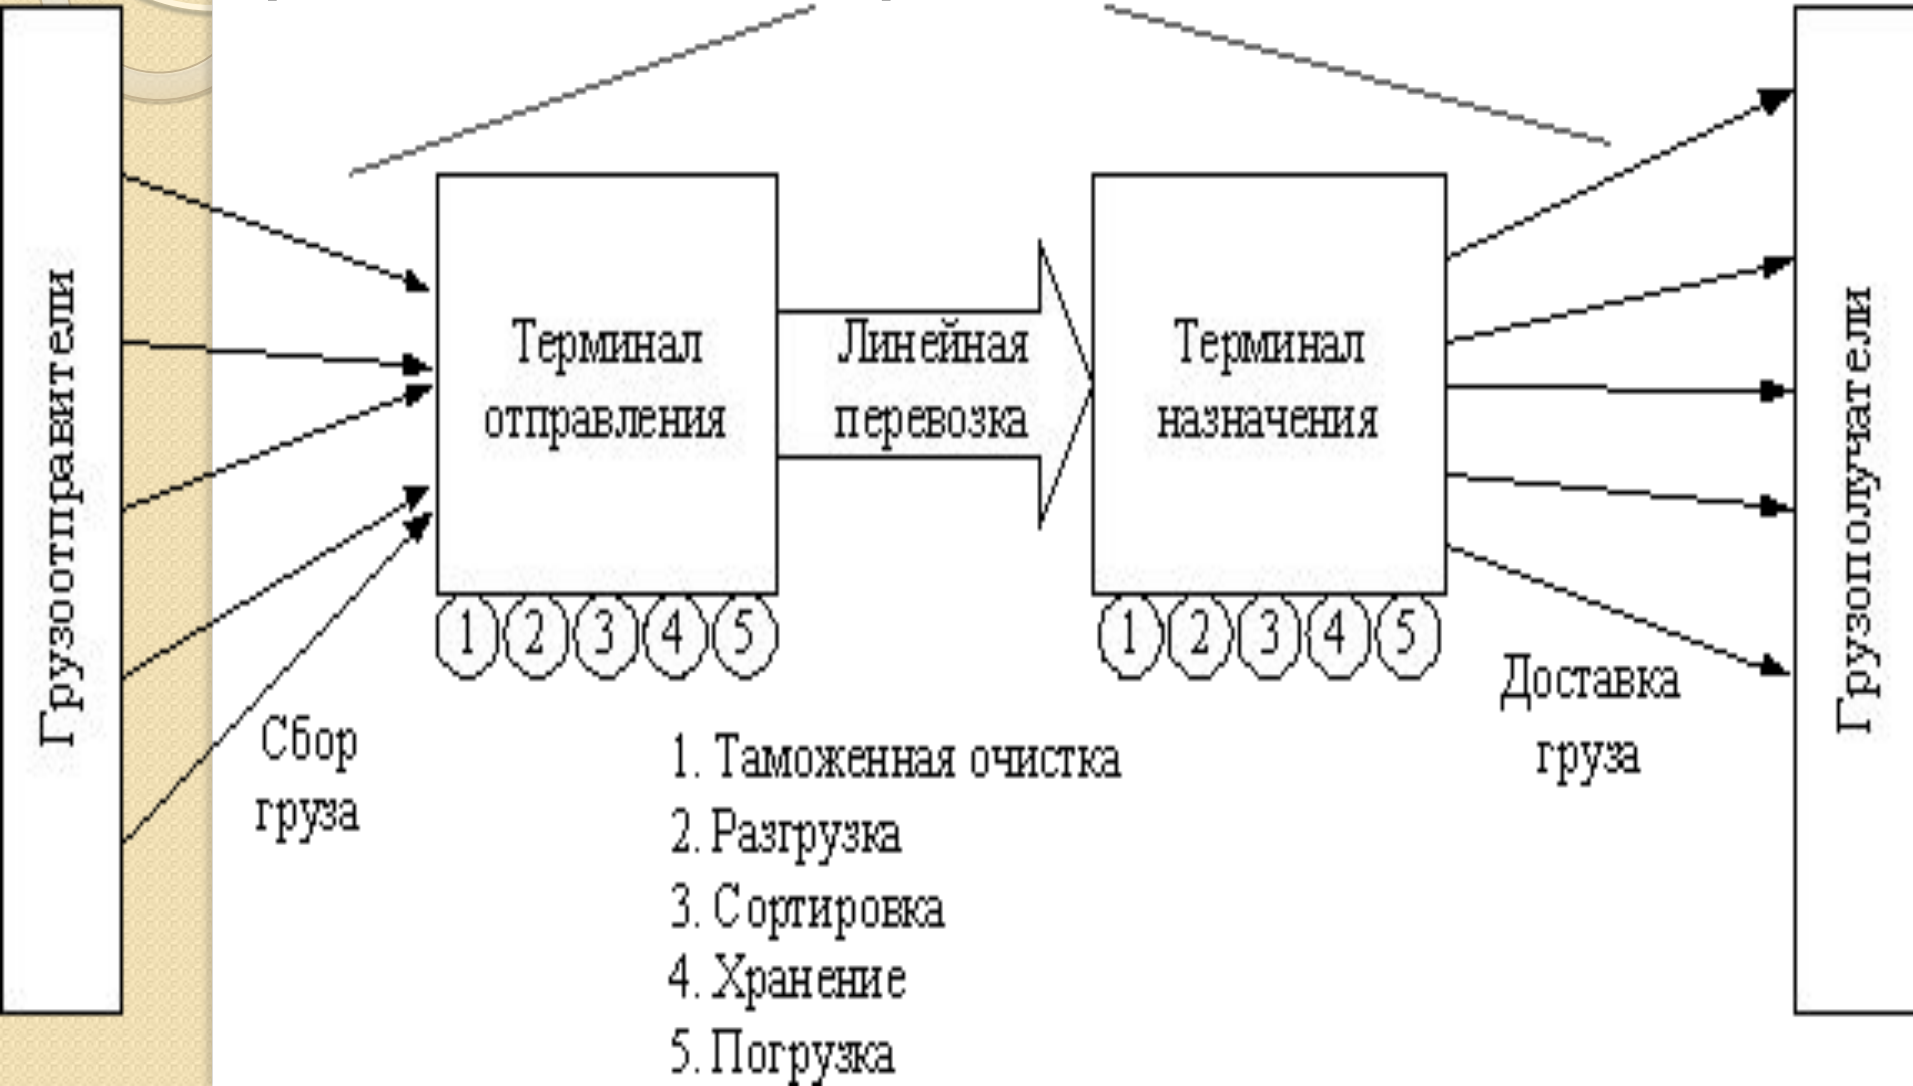 Грузоотправители
Сбор
груза
Терминал
отправления
1 2 3 4 5
Линейная
перевозка
Терминал
назначения
1 2 3 4 5
Доставка
груза
Грузополучатели
1. Таможенная очистка
2. Разгрузка
3. Сортировка
4. Хранение
5. Погрузка